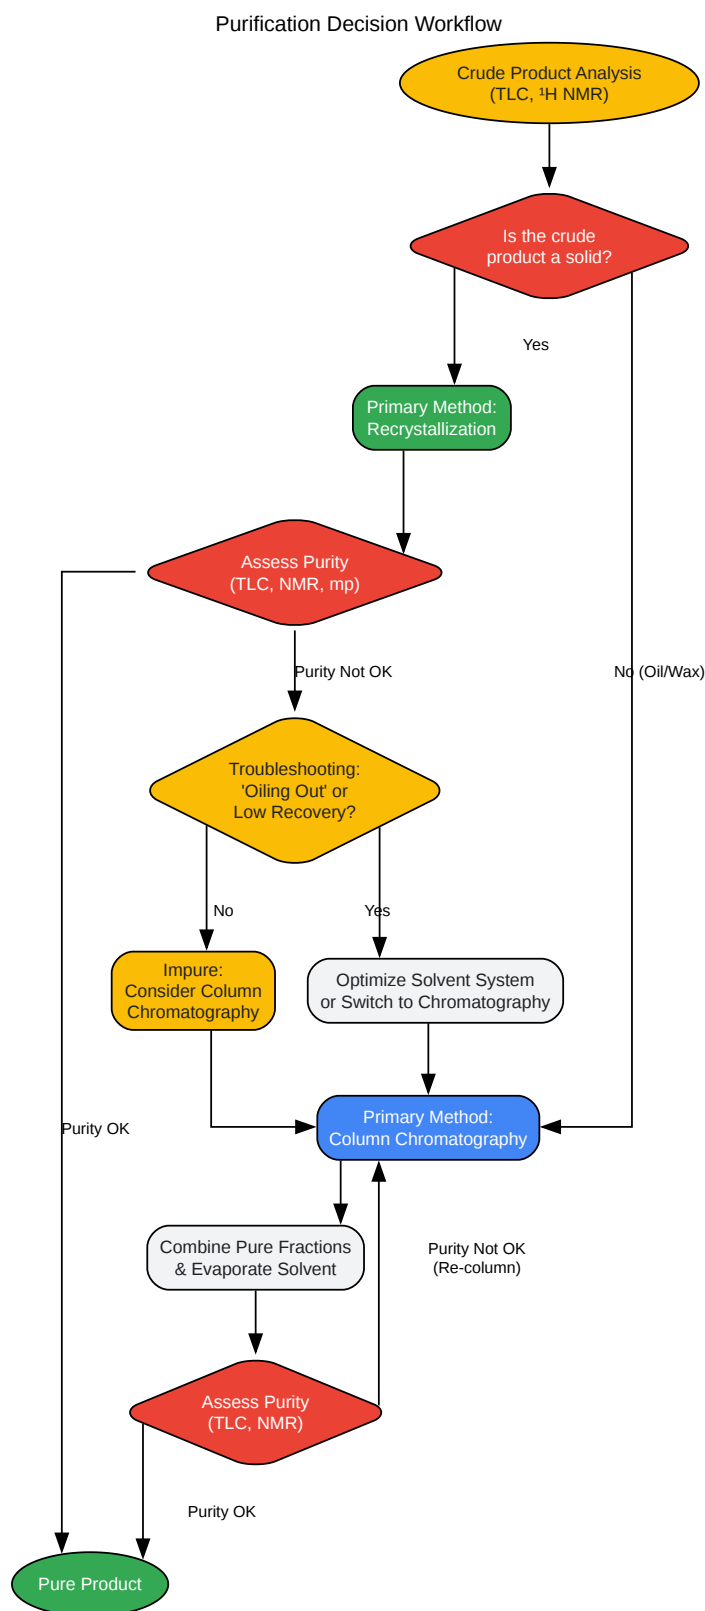 Purification Decision Workflow
Crude Product Analysis
(TLC, ¹H NMR)
Is the crude
product a solid?
Yes
Primary Method:
Recrystallization
Assess Purity
(TLC, NMR, mp)
Purity Not OK
No (Oil/Wax)
Troubleshooting:
'Oiling Out' or
Low Recovery?
No
Yes
Impure:
Consider Column
Chromatography
Optimize Solvent System
or Switch to Chromatography
Purity OK
Primary Method:
Column Chromatography
Combine Pure Fractions
& Evaporate Solvent
Purity Not OK
(Re-column)
Assess Purity
(TLC, NMR)
Purity OK
Pure Product